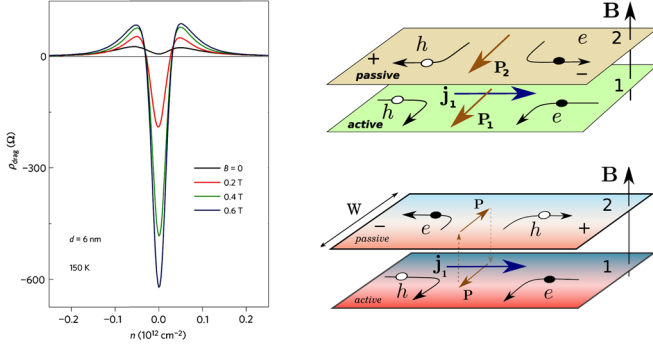 0
−300
−600
ρdrag (Ω)
B = 0
0.2 T
0.4 T
0.6 T
d = 6 nm
150 K
−0.2 −0.1 0.0 0.1 0.2
n (10¹² cm⁻²)
B
h e 2
+ P₂
passive −
j₁ 1
h P₁ e
active
B
W P 2
− e h +
passive
j₁ 1
h P e
active